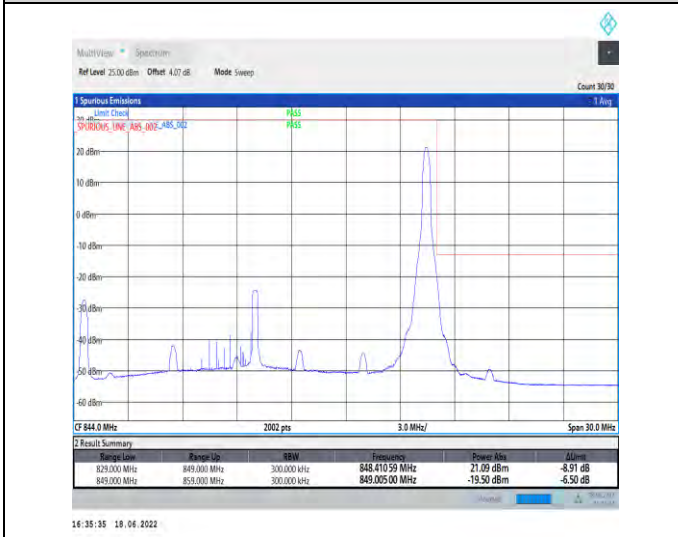 MultiView Spectrum
Ref Level 25.00 dBm Offset 4.07 dB Mode Sweep
Count 30/30
1 Spurious Emissions 1 Avg
Limit Check PASS
SPURIOUS_LINE_ABS_002 _ABS_002 PASS
20 dBm
10 dBm
0 dBm
-10 dBm
-20 dBm
-30 dBm
-40 dBm
-50 dBm
-60 dBm
CF 844.0 MHz 2002 pts 3.0 MHz/ Span 30.0 MHz
2 Result Summary
Range Low Range Up RBW Frequency Power Abs ΔLimit
829.000 MHz 849.000 MHz 300.000 kHz 848.41059 MHz 21.09 dBm -8.91 dB
849.000 MHz 859.000 MHz 300.000 kHz 849.00500 MHz -19.50 dBm -6.50 dB
16:35:35 18.06.2022